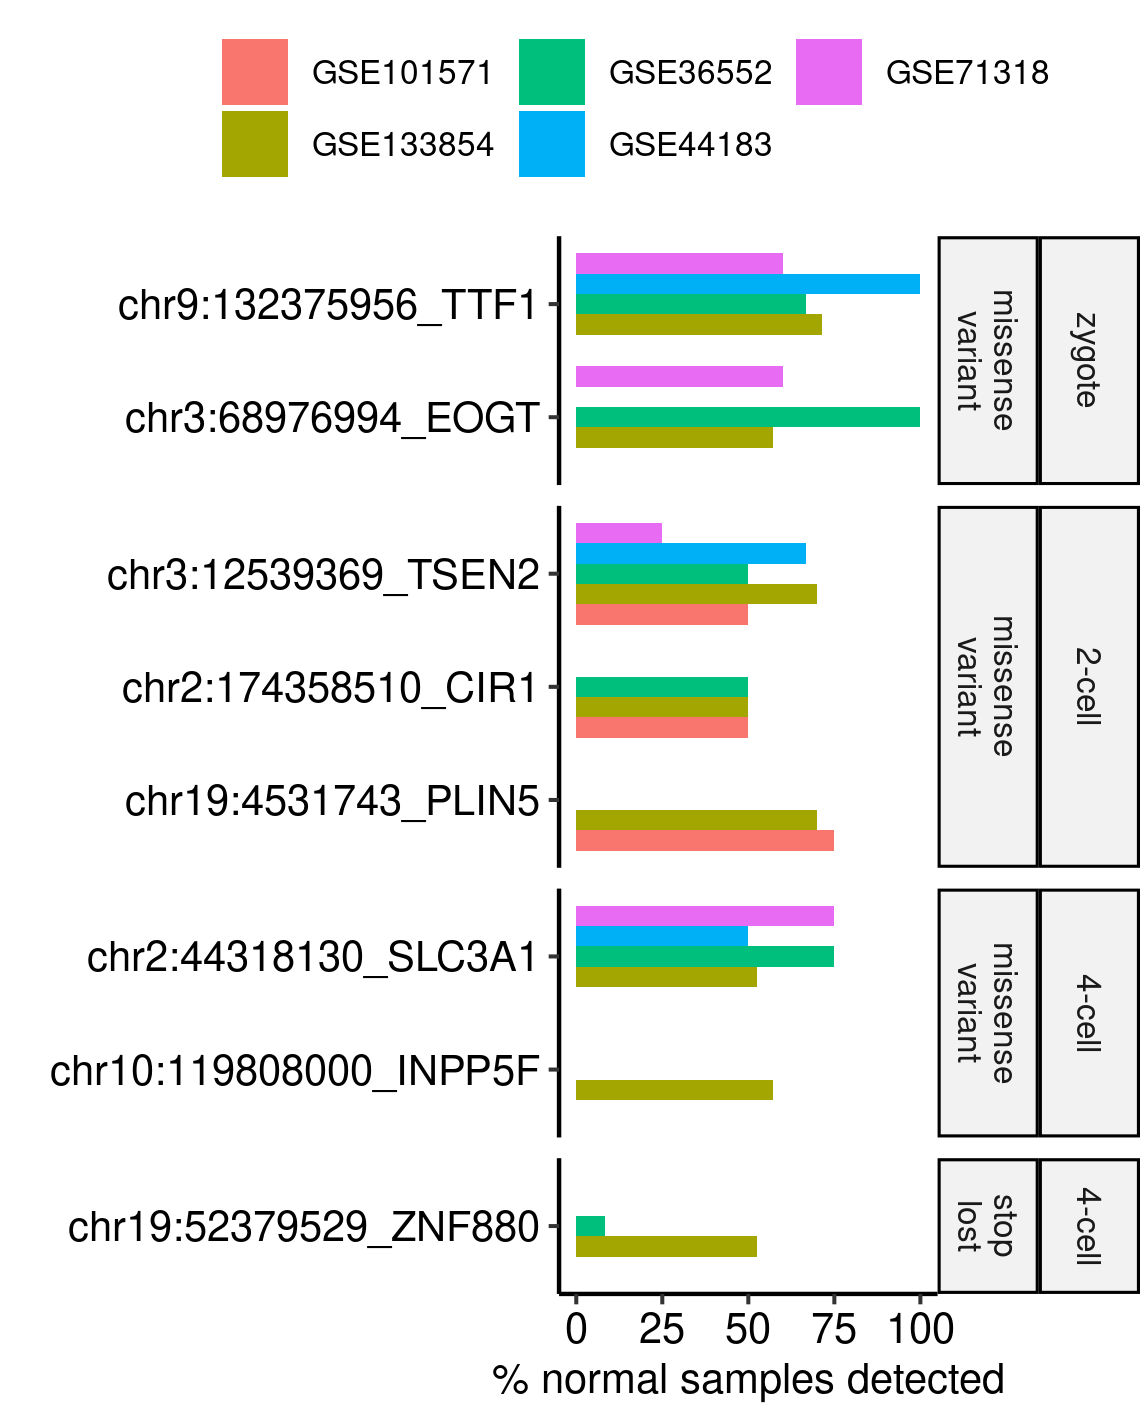 GSE101571 GSE36552 GSE71318
GSE133854 GSE44183
chr9:132375956_TTF1
chr3:68976994_EOGT
missense
variant
zygote
chr3:12539369_TSEN2
chr2:174358510_CIR1
chr19:4531743_PLIN5
missense
variant
2-cell
chr2:44318130_SLC3A1
chr10:119808000_INPP5F
missense
variant
4-cell
chr19:52379529_ZNF880
stop
lost
4-cell
0 25 50 75 100
% normal samples detected